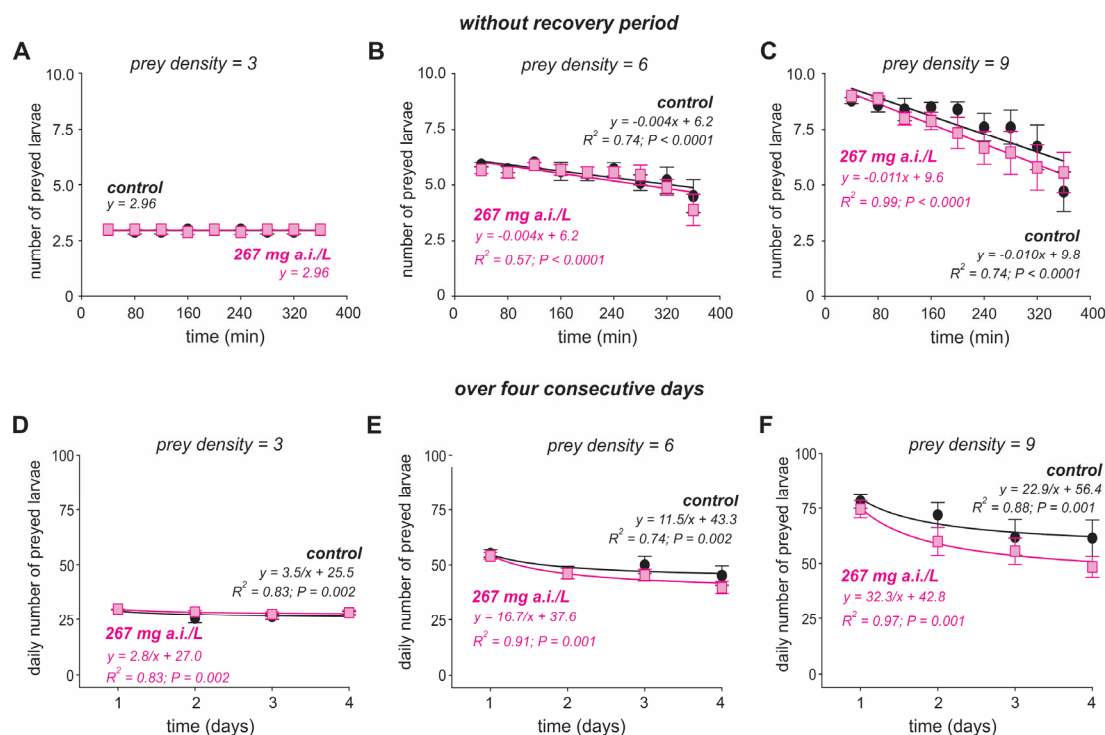 without recovery period
A
prey density = 3
10.0
7.5
5.0
2.5
0
number of preyed larvae
control
y = 2.96
267 mg a.i./L
y = 2.96
0 80 160 240 320 400
time (min)
B
prey density = 6
10.0
7.5
5.0
2.5
0
number of preyed larvae
control
y = -0.004x + 6.2
R² = 0.74; P < 0.0001
267 mg a.i./L
y = -0.004x + 6.2
R² = 0.57; P < 0.0001
0 80 160 240 320 400
time (min)
C
prey density = 9
10.0
7.5
5.0
2.5
0
number of preyed larvae
267 mg a.i./L
y = -0.011x + 9.6
R² = 0.99; P < 0.0001
control
y = -0.010x + 9.8
R² = 0.74; P < 0.0001
0 80 160 240 320 400
time (min)
over four consecutive days
D
prey density = 3
100
75
50
25
0
daily number of preyed larvae
control
y = 3.5/x + 25.5
R² = 0.83; P = 0.002
267 mg a.i./L
y = 2.8/x + 27.0
R² = 0.83; P = 0.002
1 2 3 4
time (days)
E
prey density = 6
100
75
50
25
0
daily number of preyed larvae
control
y = 11.5/x + 43.3
R² = 0.74; P = 0.002
267 mg a.i./L
y = 16.7/x + 37.6
R² = 0.91; P = 0.001
1 2 3 4
time (days)
F
prey density = 9
100
75
50
25
0
daily number of preyed larvae
control
y = 22.9/x + 56.4
R² = 0.88; P = 0.001
267 mg a.i./L
y = 32.3/x + 42.8
R² = 0.97; P = 0.001
1 2 3 4
time (days)